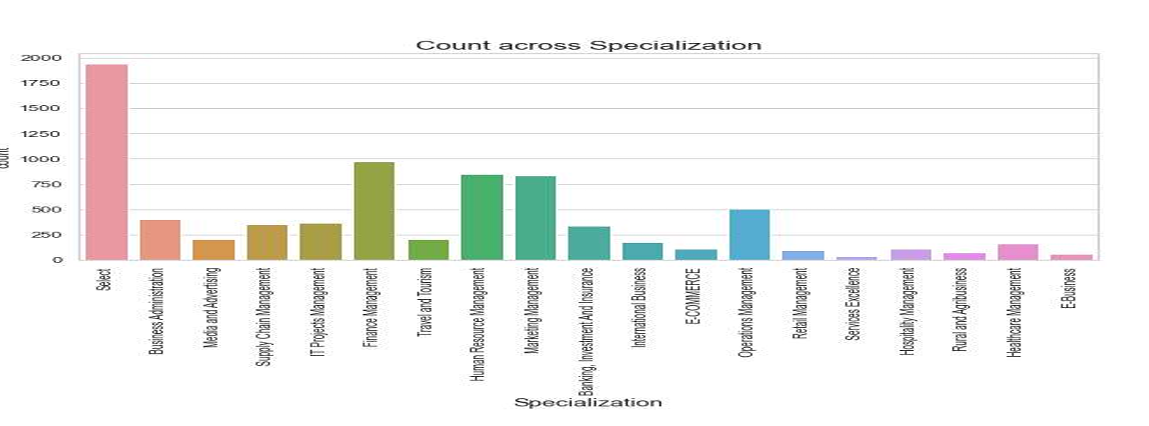 Count across Specialization
2000
1750
1500
1250
1000
750
500
250
0
count
Select
Business Administration
Media and Advertising
Supply Chain Management
IT Projects Management
Finance Management
Travel and Tourism
Human Resource Management
Marketing Management
Banking, Investment And Insurance
International Business
E-COMMERCE
Operations Management
Retail Management
Services Excellence
Hospitality Management
Rural and Agribusiness
Healthcare Management
E-Business
Specialization